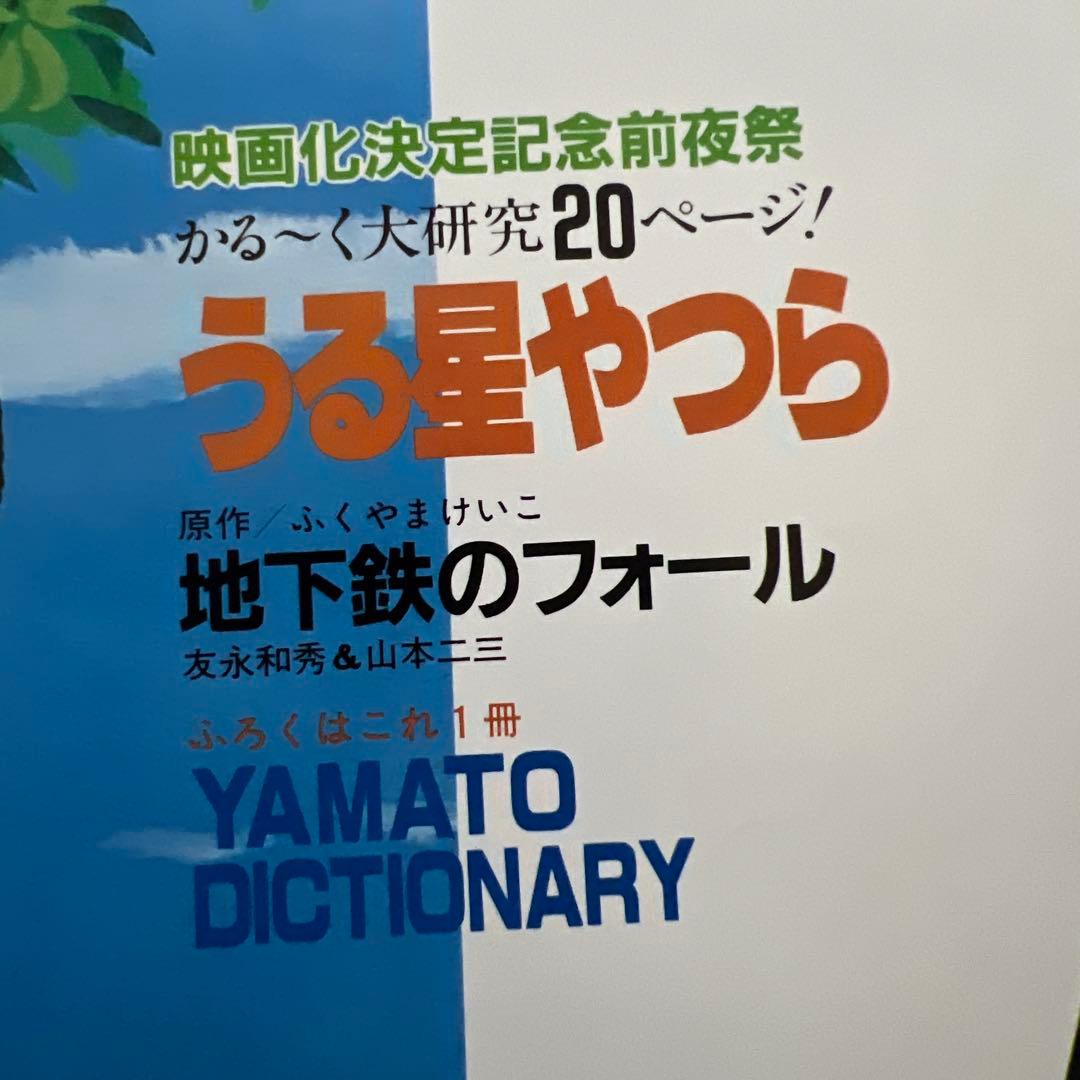 映画化決定記念前夜祭
かる〜く大研究20ページ!
うる星やつら
原作／ふくやまけいこ
地下鉄のフォール
友永和秀&山本二三
ふろくはこれ1冊
YAMATO
DICTIONARY